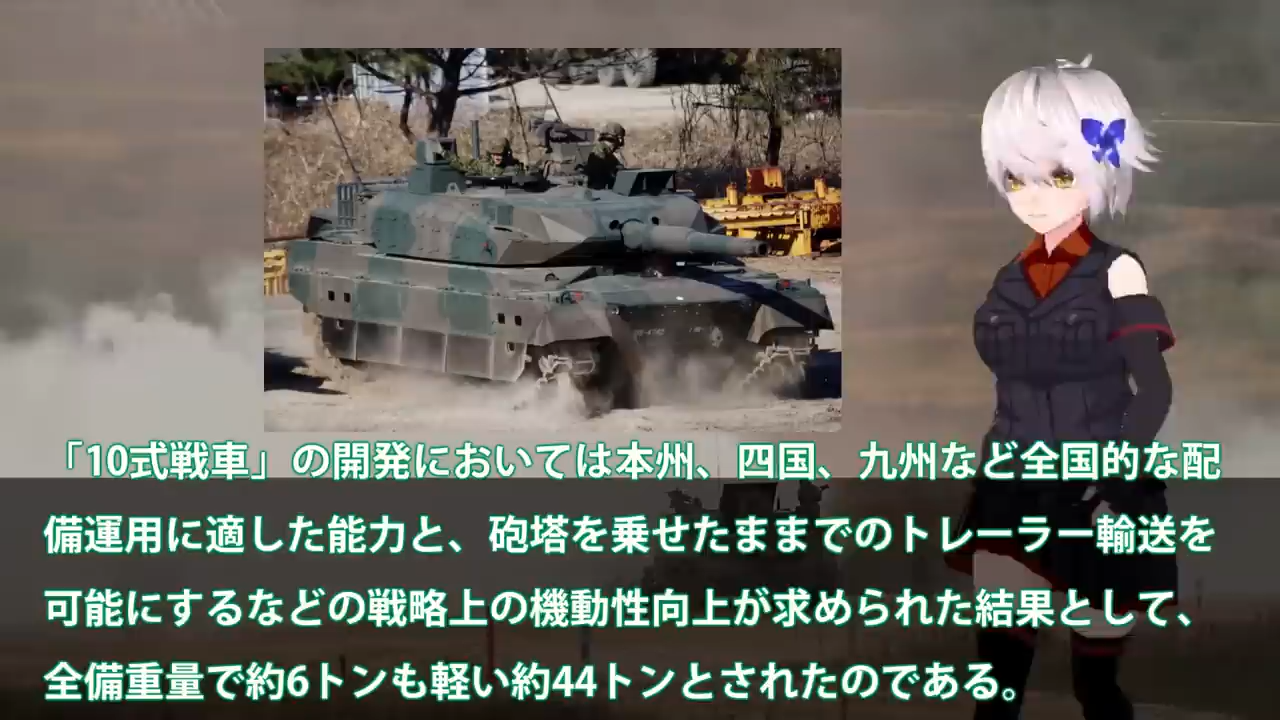 「10式戦車」の開発においては本州、四国、九州など全国的な配
備運用に適した能力と、砲塔を乗せたままでのトレーラー輸送を
可能にするなどの戦略上の機動性向上が求められた結果として、
全備重量で約6トンも軽い約44トンとされたのである。